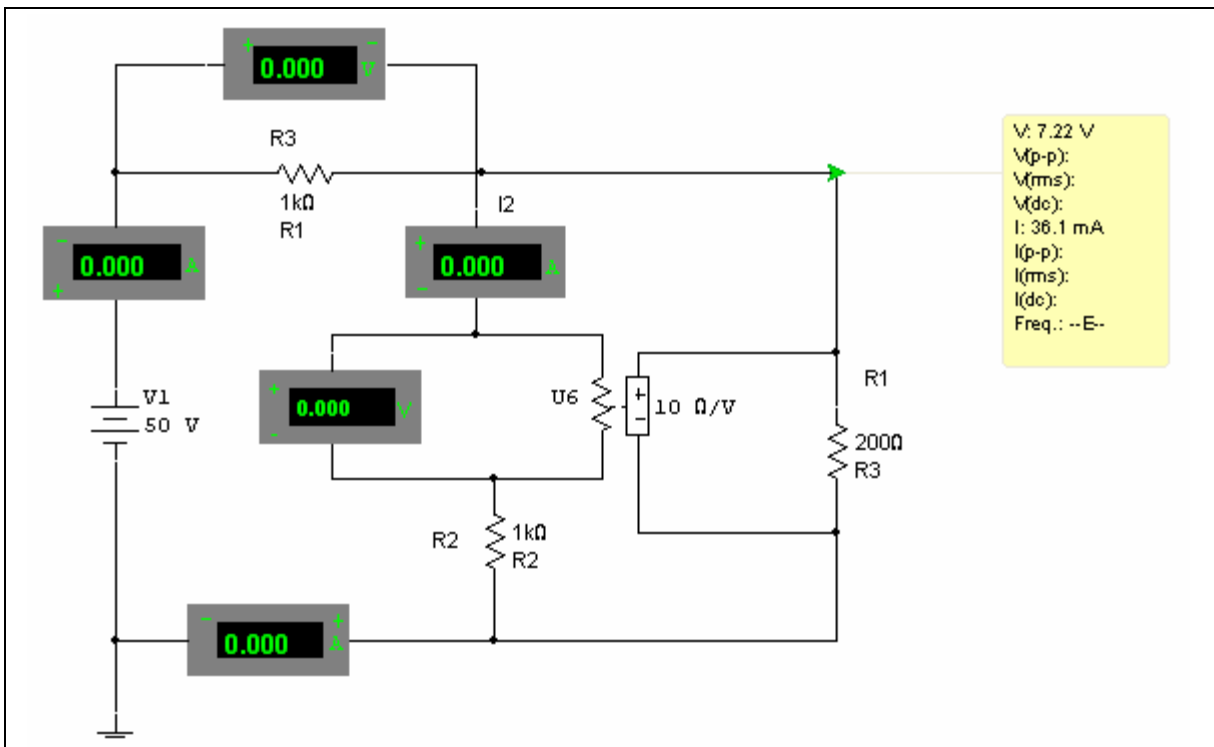 + 0.000 - V
R3
1kΩ
R1
I2
- 0.000 A +
+ 0.000 A -
V: 7.22 V
V(p-p):
V(rms):
V(dc):
I: 36.1 mA
I(p-p):
I(rms):
I(dc):
Freq.: --E--
V1
50 V
+ 0.000 V -
U6
+ -
10 Ω/V
R1
200Ω
R3
R2
1kΩ
R2
- 0.000 + A